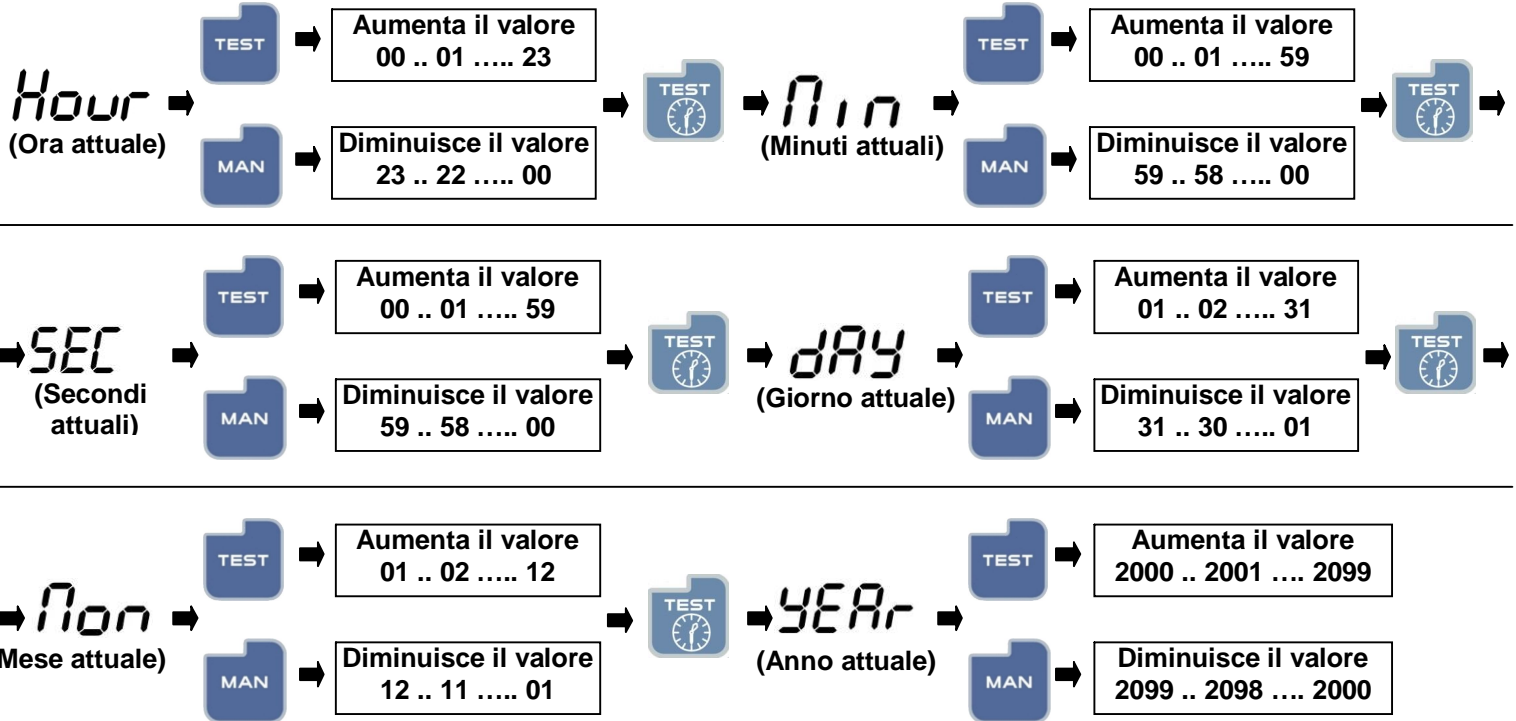 TEST
Aumenta il valore
00 .. 01 ..... 23
Hour
(Ora attuale)
MAN
Diminuisce il valore
23 .. 22 ..... 00
TEST
Min
(Minuti attuali)
TEST
Aumenta il valore
00 .. 01 ..... 59
MAN
Diminuisce il valore
59 .. 58 ..... 00
TEST
SEC
(Secondi
attuali)
TEST
Aumenta il valore
00 .. 01 ..... 59
MAN
Diminuisce il valore
59 .. 58 ..... 00
TEST
dAY
(Giorno attuale)
TEST
Aumenta il valore
01 .. 02 ..... 31
MAN
Diminuisce il valore
31 .. 30 ..... 01
TEST
Mon
Mese attuale)
TEST
Aumenta il valore
01 .. 02 ..... 12
MAN
Diminuisce il valore
12 .. 11 ..... 01
TEST
YEAr
(Anno attuale)
TEST
Aumenta il valore
2000 .. 2001 .... 2099
MAN
Diminuisce il valore
2099 .. 2098 .... 2000